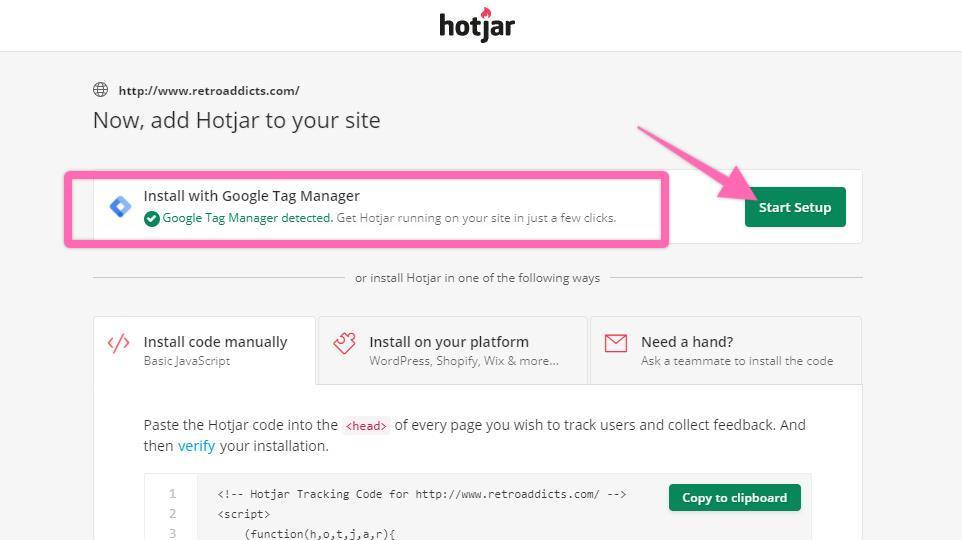 hotjar
http://www.retroaddicts.com/
Now, add Hotjar to your site
Install with Google Tag Manager
Google Tag Manager detected. Get Hotjar running on your site in just a few clicks.
Start Setup
or install Hotjar in one of the following ways
</> Install code manually
Basic JavaScript
Install on your platform
WordPress, Shopify, Wix & more...
Need a hand?
Ask a teammate to install the code
Paste the Hotjar code into the <head> of every page you wish to track users and collect feedback. And
then verify your installation.
1 <!-- Hotjar Tracking Code for http://www.retroaddicts.com/ -->
Copy to clipboard
2 <script>
3 (function(h,o,t,j,a,r){